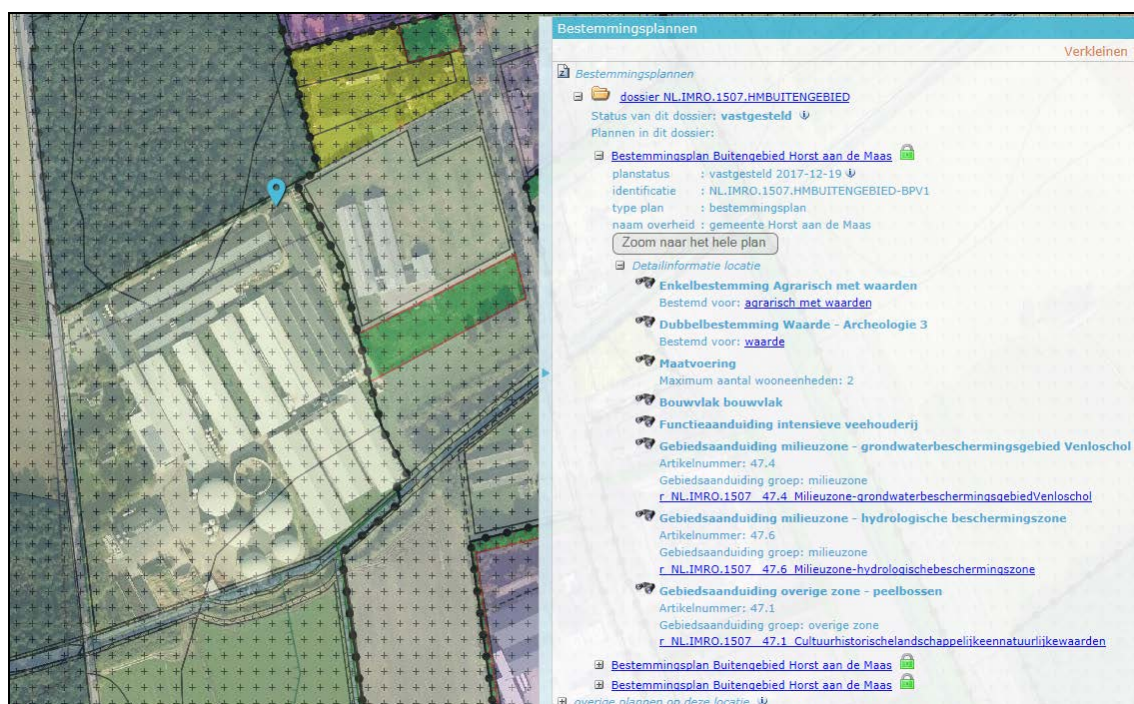 Bestemmingsplannen
Verkleinen
Bestemmingsplannen
dossier NL.IMRO.1507.HMBUITENGEBIED
Status van dit dossier: vastgesteld
Plannen in dit dossier:
Bestemmingsplan Buitengebied Horst aan de Maas
planstatus : vastgesteld 2017-12-19
identificatie : NL.IMRO.1507.HMBUITENGEBIED-BPV1
type plan : bestemmingsplan
naam overheid : gemeente Horst aan de Maas
Zoom naar het hele plan
Detailinformatie locatie
Enkelbestemming Agrarisch met waarden
Bestemd voor: agrarisch met waarden
Dubbelbestemming Waarde - Archeologie 3
Bestemd voor: waarde
Maatvoering
Maximum aantal wooneenheden: 2
Bouwvlak bouwvlak
Functieaanduiding intensieve veehouderij
Gebiedsaanduiding milieuzone - grondwaterbeschermingsgebied Venloschol
Artikelnummer: 47.4
Gebiedsaanduiding groep: milieuzone
r_NL.IMRO.1507__47.4_Milieuzone-grondwaterbeschermingsgebiedVenloschol
Gebiedsaanduiding milieuzone - hydrologische beschermingszone
Artikelnummer: 47.6
Gebiedsaanduiding groep: milieuzone
r_NL.IMRO.1507__47.6_Milieuzone-hydrologischebeschermingszone
Gebiedsaanduiding overige zone - peelbossen
Artikelnummer: 47.1
Gebiedsaanduiding groep: overige zone
r_NL.IMRO.1507__47.1_Cultuurhistorischelandschappelijkeennatuurlijkewaarden
Bestemmingsplan Buitengebied Horst aan de Maas
Bestemmingsplan Buitengebied Horst aan de Maas
overige plannen op deze locatie